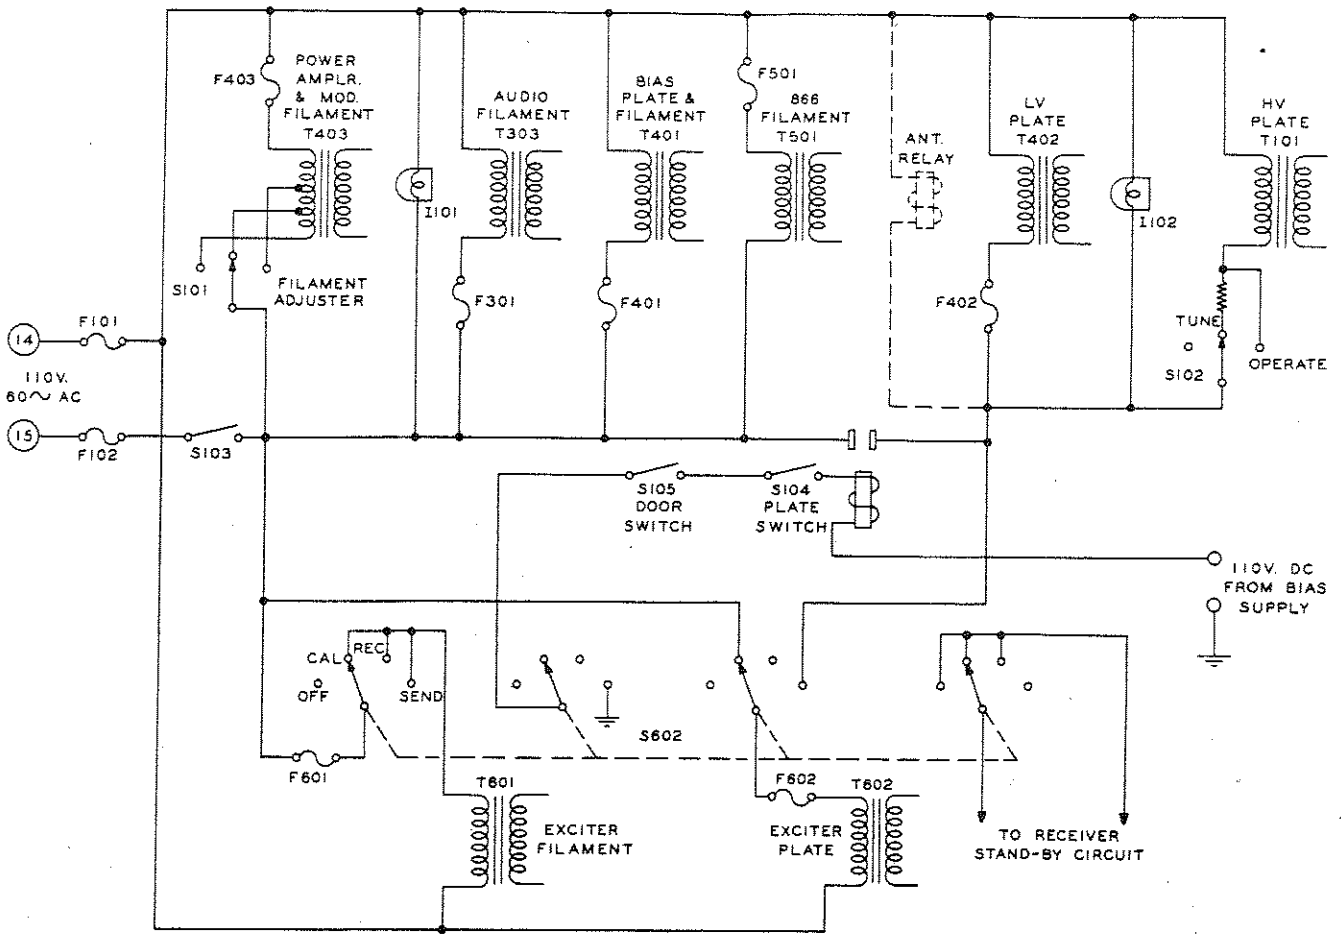 F403
POWER
AMPLR.
& MOD.
FILAMENT
T403
AUDIO
FILAMENT
T303
BIAS
PLATE &
FILAMENT
T401
F501
866
FILAMENT
T501
ANT.
RELAY
LV
PLATE
T402
HV
PLATE
T101
I101
I102
S101
FILAMENT
ADJUSTER
F301
F401
F402
TUNE
S102
OPERATE
14
F101
110V.
60~ AC
15
F102
S103
S105
DOOR
SWITCH
S104
PLATE
SWITCH
110V. DC
FROM BIAS
SUPPLY
CAL
REC
OFF
SEND
S602
F601
T601
EXCITER
FILAMENT
F602
T602
EXCITER
PLATE
TO RECEIVER
STAND-BY CIRCUIT